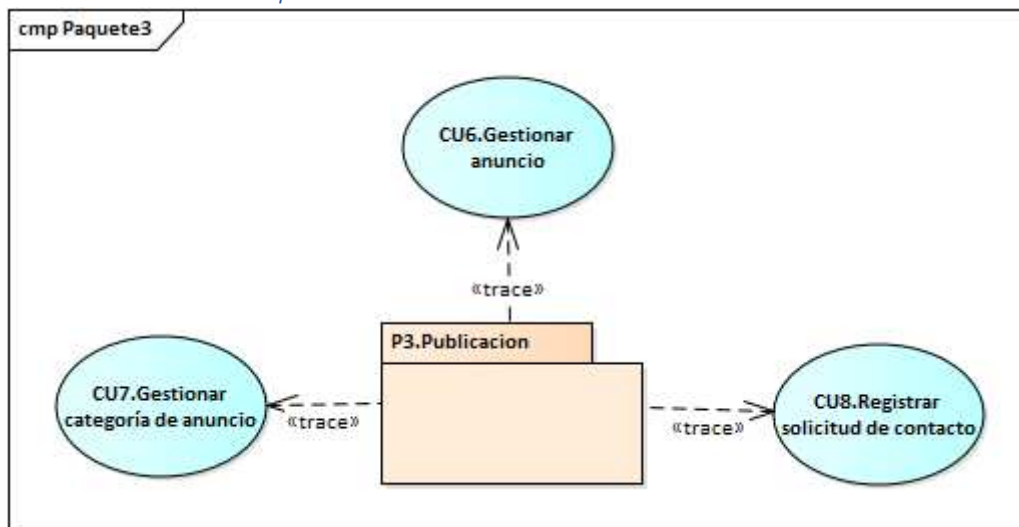 cmp Paquete3
CU6.Gestionar
anuncio
«trace»
P3.Publicacion
CU7.Gestionar
categoría de anuncio
«trace»
«trace»
CU8.Registrar
solicitud de contacto